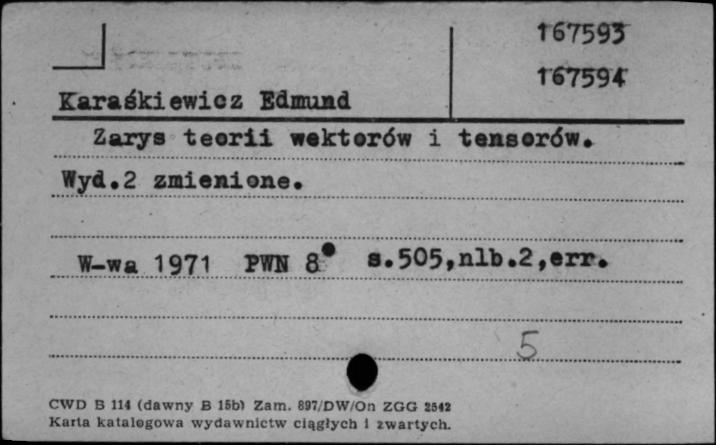 167593
167594
Karaśkiewicz Edmund
Zarys teorii wektorów i tensorów.
Wyd.2 zmienione.
W-wa 1971 PWN 8° s.505,nlb.2,err.
5
CWD B 114 (dawny B 15b) Zam. 897/DW/On ZGG 2542
Karta katalogowa wydawnictw ciągłych i zwartych.